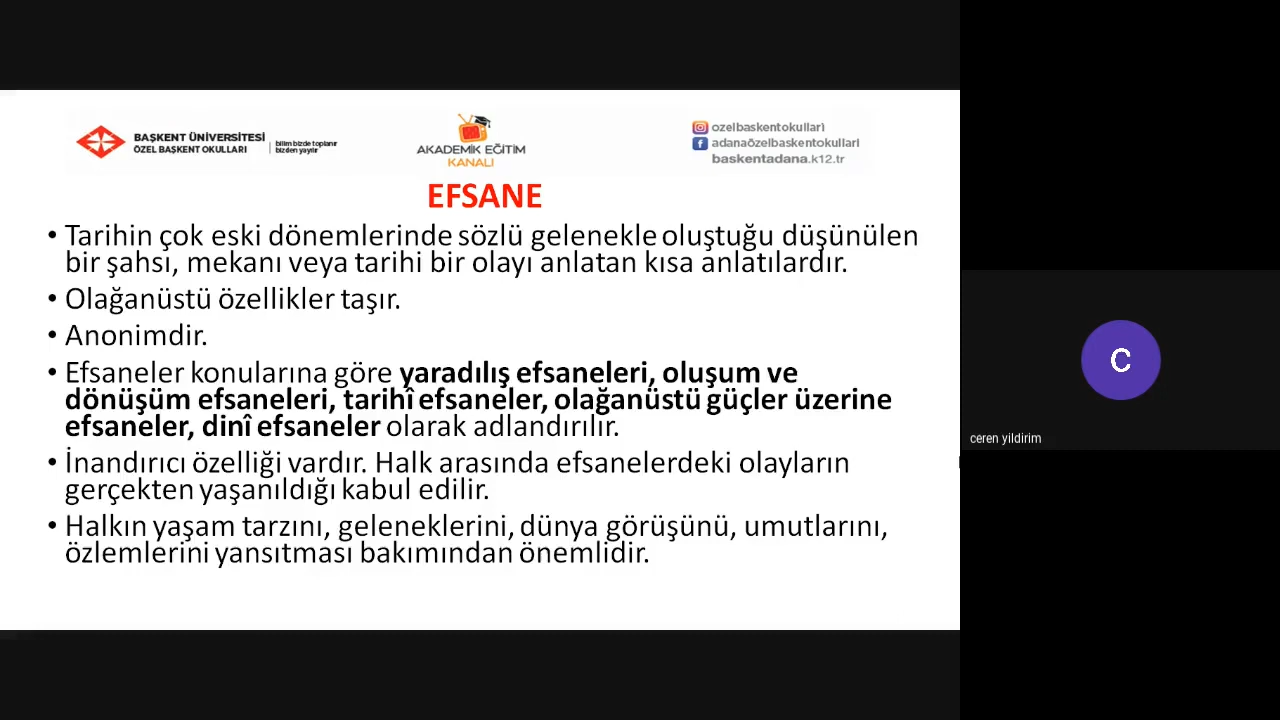 BAŞKENT ÜNİVERSİTESİ
ÖZEL BAŞKENT OKULLARI
bilim bizde toplanır
bizden yayılır
AKADEMİK EĞİTİM
KANALI
ozelbaskentokullari
adanaözelbaskentokullari
baskentadana.k12.tr
EFSANE
• Tarihin çok eski dönemlerinde sözlü gelenekle oluştuğu düşünülen
bir şahsı, mekanı veya tarihi bir olayı anlatan kısa anlatılardır.
• Olağanüstü özellikler taşır.
• Anonimdir.
• Efsaneler konularına göre yaradılış efsaneleri, oluşum ve
dönüşüm efsaneleri, tarihî efsaneler, olağanüstü güçler üzerine
efsaneler, dinî efsaneler olarak adlandırılır.
• İnandırıcı özelliği vardır. Halk arasında efsanelerdeki olayların
gerçekten yaşanıldığı kabul edilir.
• Halkın yaşam tarzını, geleneklerini, dünya görüşünü, umutlarını,
özlemlerini yansıtması bakımından önemlidir.
C
ceren yildirim